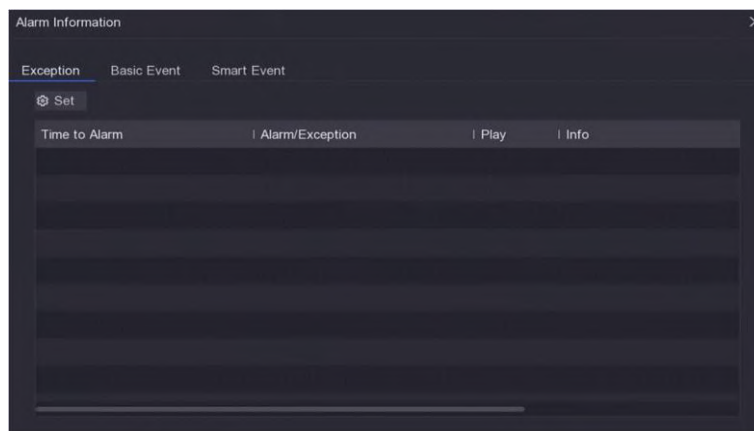 Alarm Information
Exception Basic Event Smart Event
Set
Time to Alarm Alarm/Exception Play Info